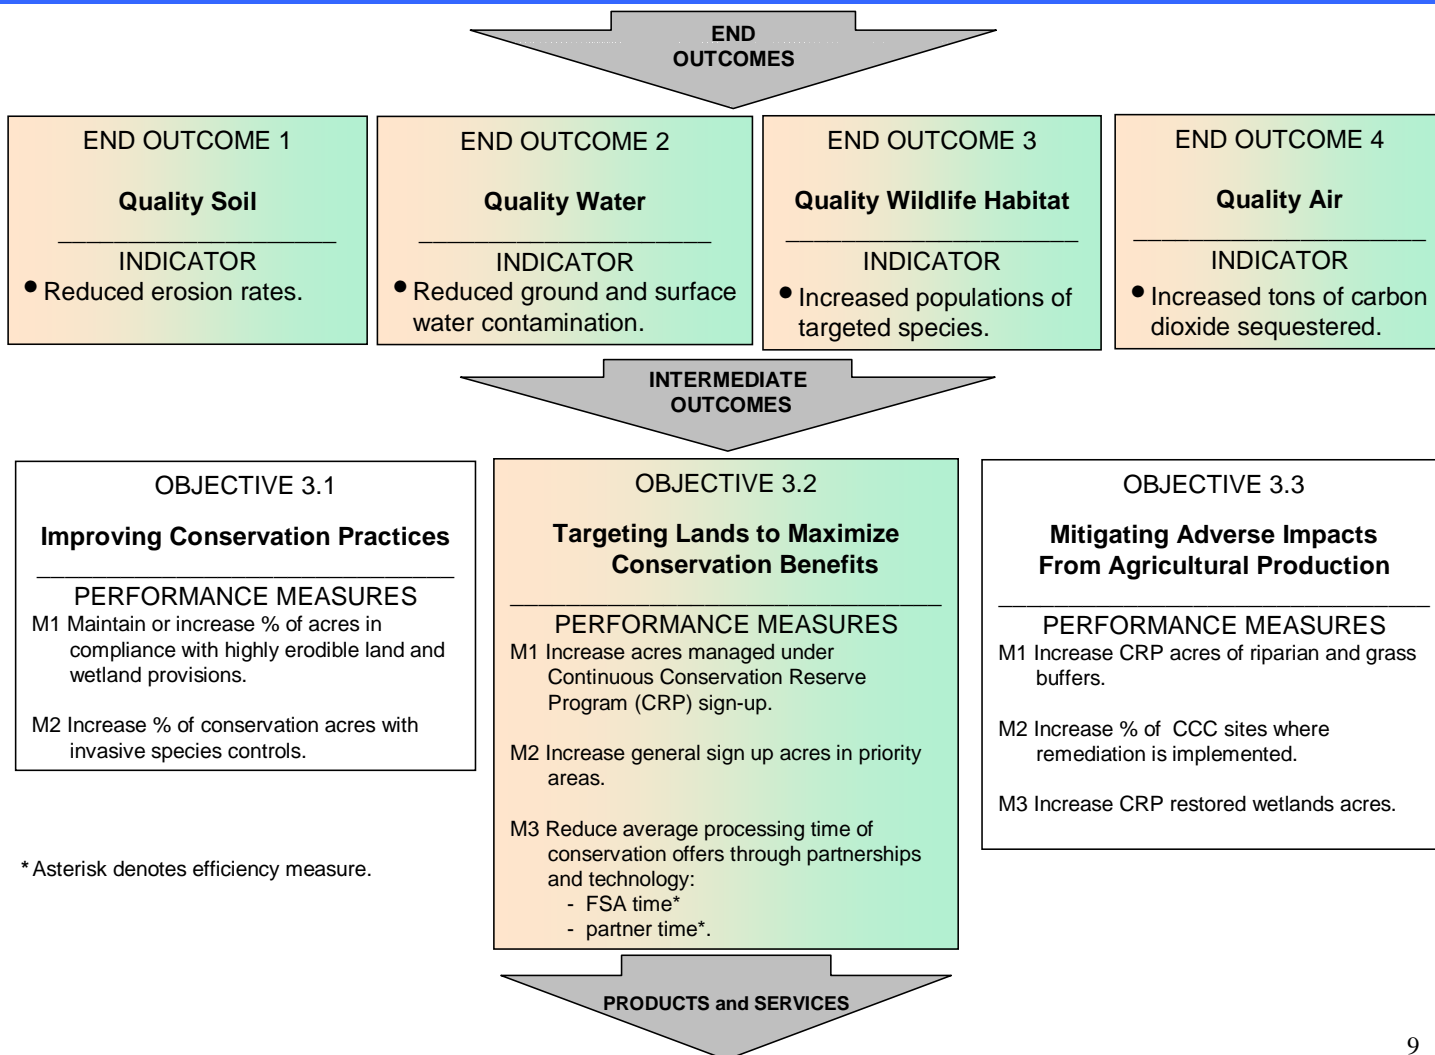 END
OUTCOMES
END OUTCOME 1
Quality Soil
INDICATOR
• Reduced erosion rates.
END OUTCOME 2
Quality Water
INDICATOR
• Reduced ground and surface
water contamination.
END OUTCOME 3
Quality Wildlife Habitat
INDICATOR
• Increased populations of
targeted species.
END OUTCOME 4
Quality Air
INDICATOR
• Increased tons of carbon
dioxide sequestered.
INTERMEDIATE
OUTCOMES
OBJECTIVE 3.1
Improving Conservation Practices
PERFORMANCE MEASURES
M1 Maintain or increase % of acres in
compliance with highly erodible land and
wetland provisions.
M2 Increase % of conservation acres with
invasive species controls.
OBJECTIVE 3.2
Targeting Lands to Maximize
Conservation Benefits
PERFORMANCE MEASURES
M1 Increase acres managed under
Continuous Conservation Reserve
Program (CRP) sign-up.
M2 Increase general sign up acres in priority
areas.
M3 Reduce average processing time of
conservation offers through partnerships
and technology:
- FSA time*
- partner time*.
OBJECTIVE 3.3
Mitigating Adverse Impacts
From Agricultural Production
PERFORMANCE MEASURES
M1 Increase CRP acres of riparian and grass
buffers.
M2 Increase % of CCC sites where
remediation is implemented.
M3 Increase CRP restored wetlands acres.
* Asterisk denotes efficiency measure.
PRODUCTS and SERVICES
9